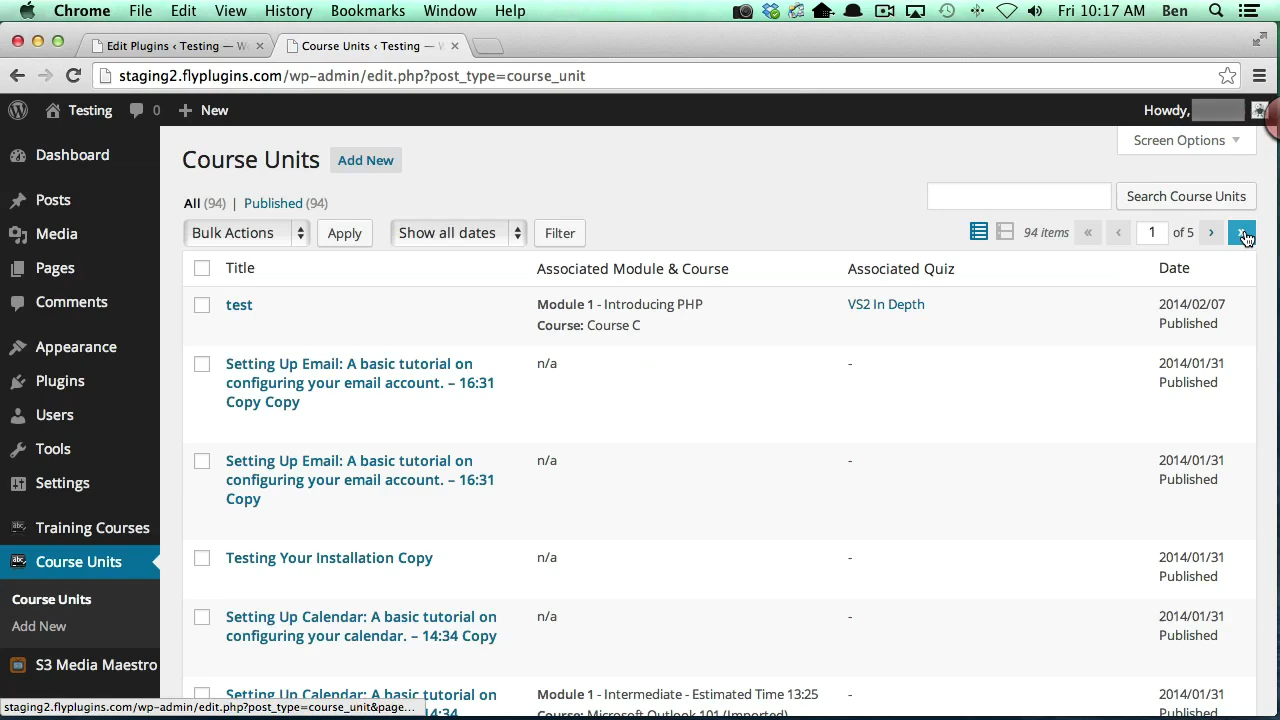 Chrome File Edit View History Bookmarks Window Help Fri 10:17 AM Ben
Edit Plugins ‹ Testing — W
Course Units ‹ Testing — W
staging2.flyplugins.com/wp-admin/edit.php?post_type=course_unit
Testing 0 + New Howdy,
Screen Options
Dashboard
Posts
Media
Pages
Comments
Appearance
Plugins
Users
Tools
Settings
Training Courses
Course Units
Course Units
Add New
S3 Media Maestro
Course Units Add New
All (94) | Published (94)
Search Course Units
Bulk Actions Apply Show all dates Filter 94 items « ‹ 1 of 5 ›
Title Associated Module & Course Associated Quiz Date
test
Module 1 - Introducing PHP
Course: Course C
VS2 In Depth
2014/02/07
Published
Setting Up Email: A basic tutorial on
configuring your email account. – 16:31
Copy Copy
n/a
-
2014/01/31
Published
Setting Up Email: A basic tutorial on
configuring your email account. – 16:31
Copy
n/a
-
2014/01/31
Published
Testing Your Installation Copy
n/a
-
2014/01/31
Published
Setting Up Calendar: A basic tutorial on
configuring your calendar. – 14:34 Copy
n/a
-
2014/01/31
Published
Setting Up Calendar: A basic tutorial on
14:34
Module 1 - Intermediate - Estimated Time 13:25
Course: Microsoft Outlook 101 (Imported)
-
2014/01/31
Published
staging2.flyplugins.com/wp-admin/edit.php?post_type=course_unit&page...